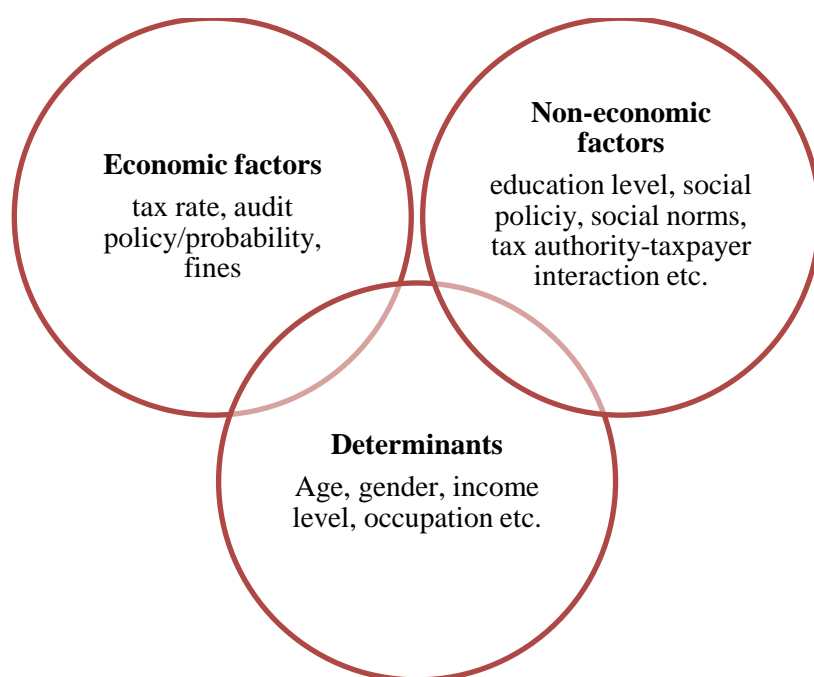 Economic factors
tax rate, audit
policy/probability,
fines
Non-economic
factors
education level, social
policiy, social norms,
tax authority-taxpayer
interaction etc.
Determinants
Age, gender, income
level, occupation etc.